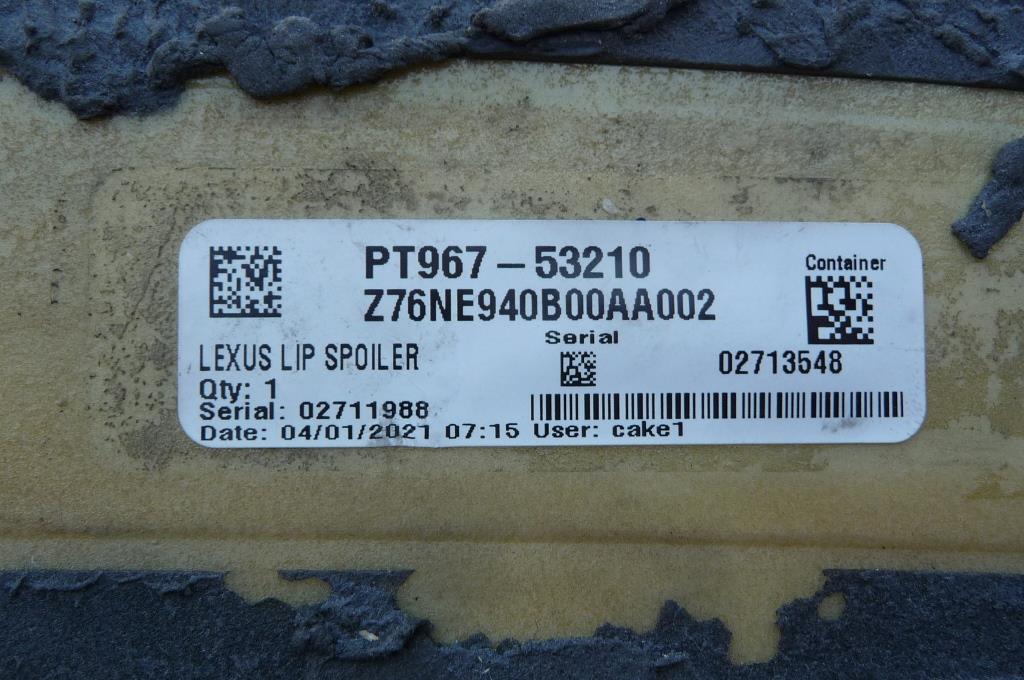 PT967-53210
Z76NE940B00AA002
Container
Serial
LEXUS LIP SPOILER
02713548
Qty: 1
Serial: 02711988
Date: 04/01/2021 07:15 User: cake1